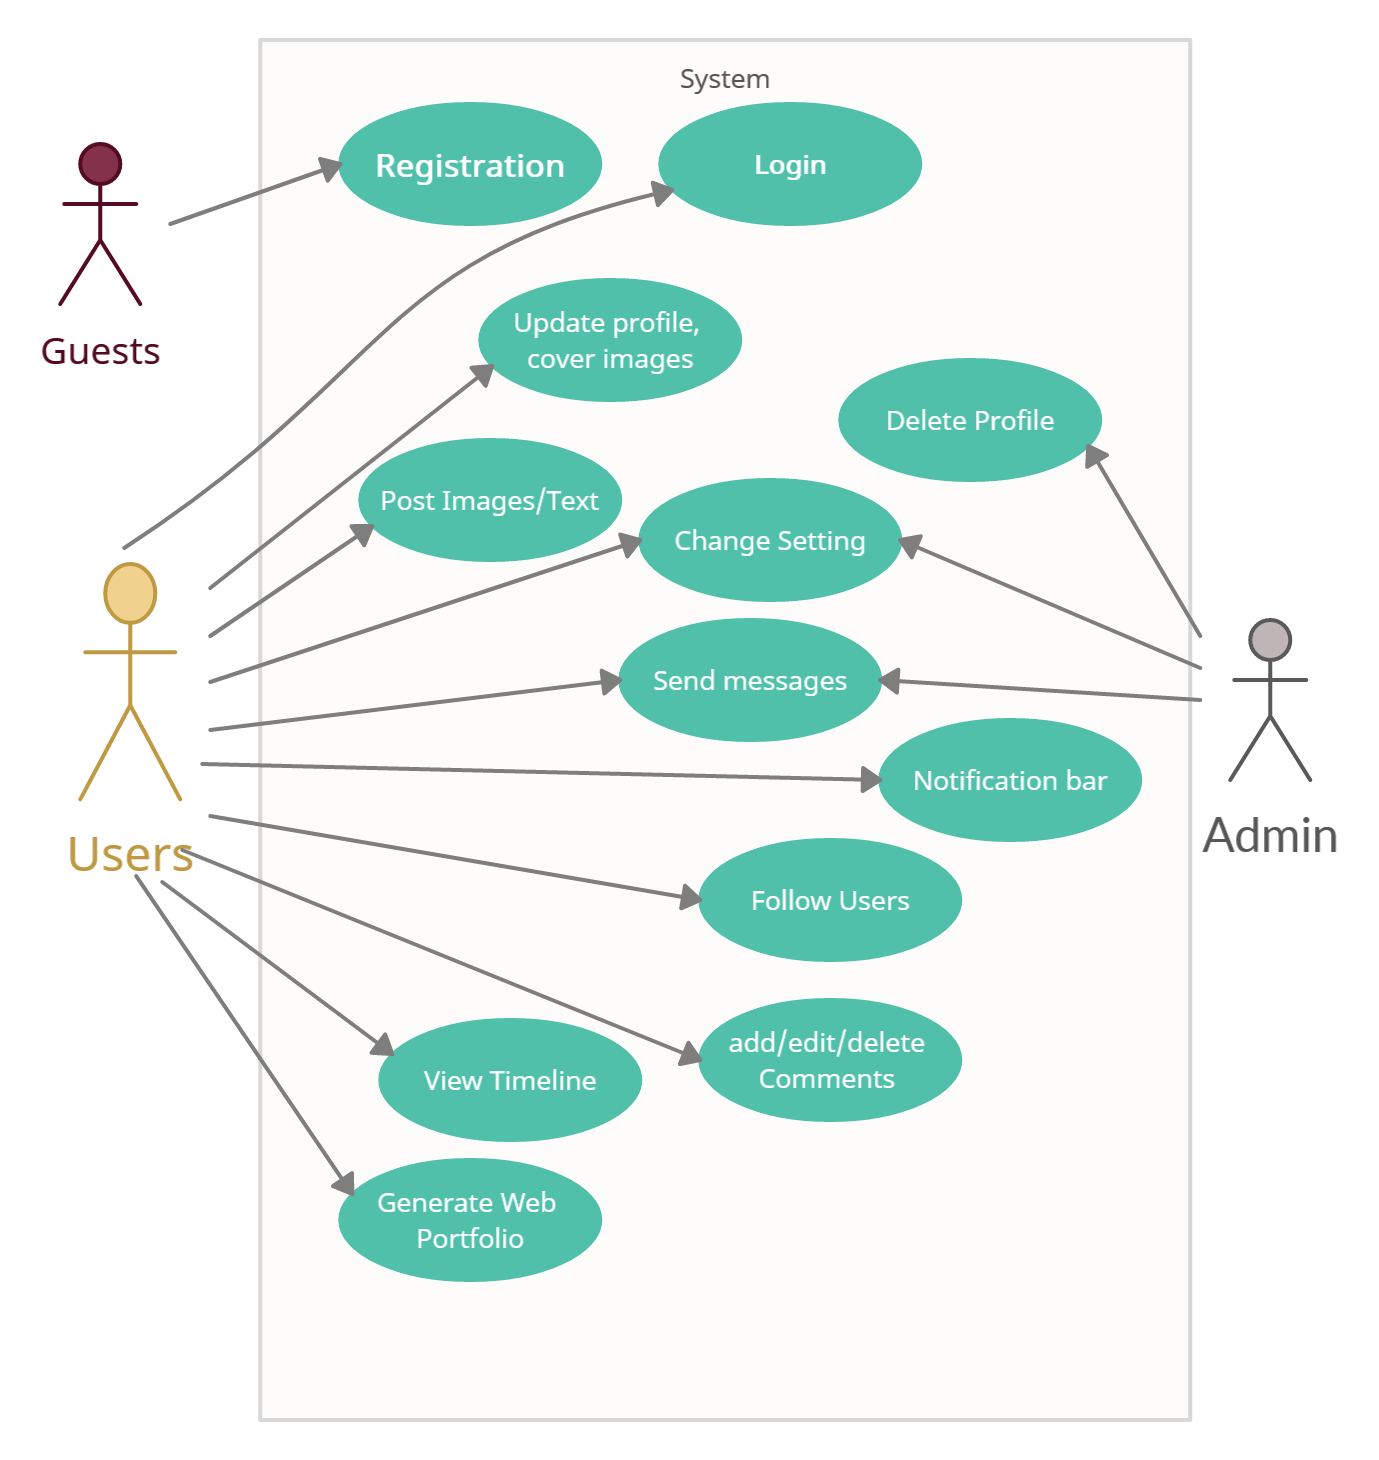 System
Registration
Login
Guests
Update profile,
cover images
Delete Profile
Post Images/Text
Change Setting
Send messages
Notification bar
Admin
Users
Follow Users
add/edit/delete
Comments
View Timeline
Generate Web
Portfolio